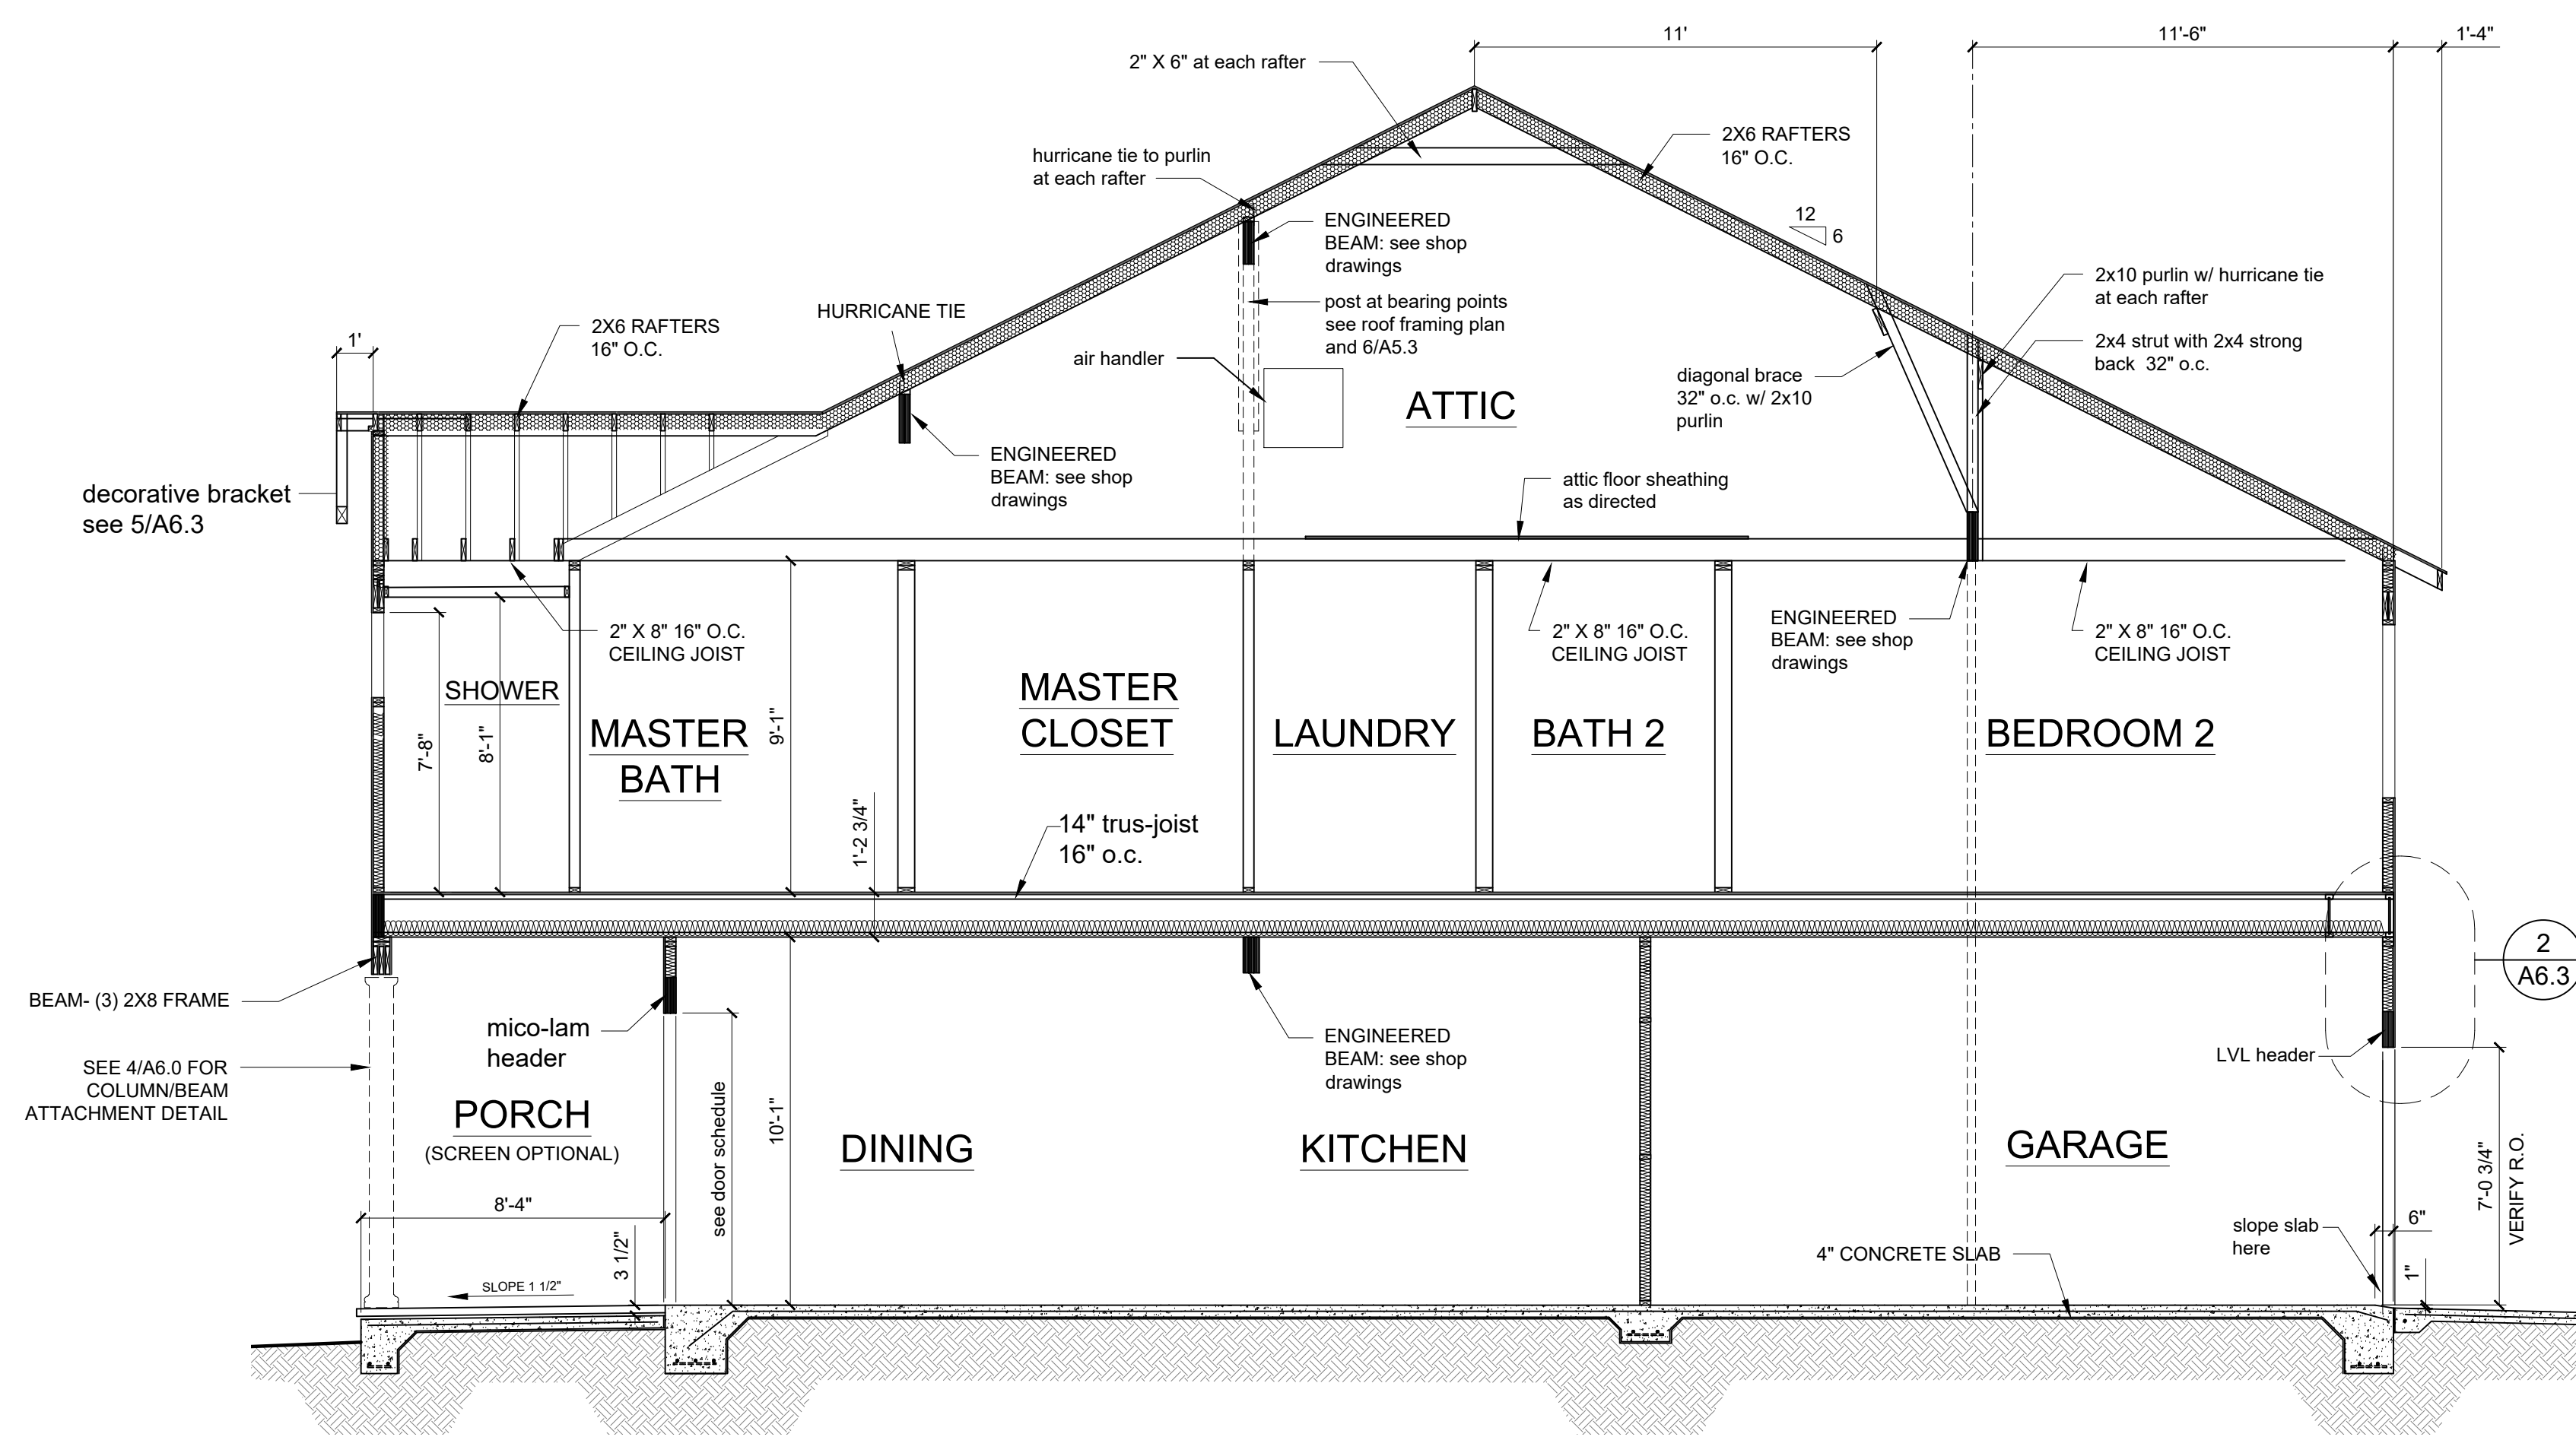 11'
11'-6"
1'-4"
2" X 6" at each rafter
2X6 RAFTERS
16" O.C.
hurricane tie to purlin
at each rafter
12
6
ENGINEERED
BEAM: see shop
drawings
2x10 purlin w/ hurricane tie
at each rafter
post at bearing points
see roof framing plan
and 6/A5.3
HURRICANE TIE
2X6 RAFTERS
16" O.C.
1'
2x4 strut with 2x4 strong
back 32" o.c.
air handler
diagonal brace
32" o.c. w/ 2x10
purlin
ATTIC
ENGINEERED
BEAM: see shop
drawings
attic floor sheathing
as directed
decorative bracket
see 5/A6.3
2" X 8" 16" O.C.
CEILING JOIST
2" X 8" 16" O.C.
CEILING JOIST
ENGINEERED
BEAM: see shop
drawings
2" X 8" 16" O.C.
CEILING JOIST
SHOWER
7'-8"
8'-1"
MASTER
BATH
9'-1"
MASTER
CLOSET
LAUNDRY
BATH 2
BEDROOM 2
1'-2 3/4"
14" trus-joist
16" o.c.
2
A6.3
BEAM- (3) 2X8 FRAME
mico-lam
header
ENGINEERED
BEAM: see shop
drawings
LVL header
SEE 4/A6.0 FOR
COLUMN/BEAM
ATTACHMENT DETAIL
PORCH
(SCREEN OPTIONAL)
see door schedule
10'-1"
DINING
KITCHEN
GARAGE
7'-0 3/4"
VERIFY R.O.
8'-4"
3 1/2"
SLOPE 1 1/2"
4" CONCRETE SLAB
slope slab
here
6"
1"